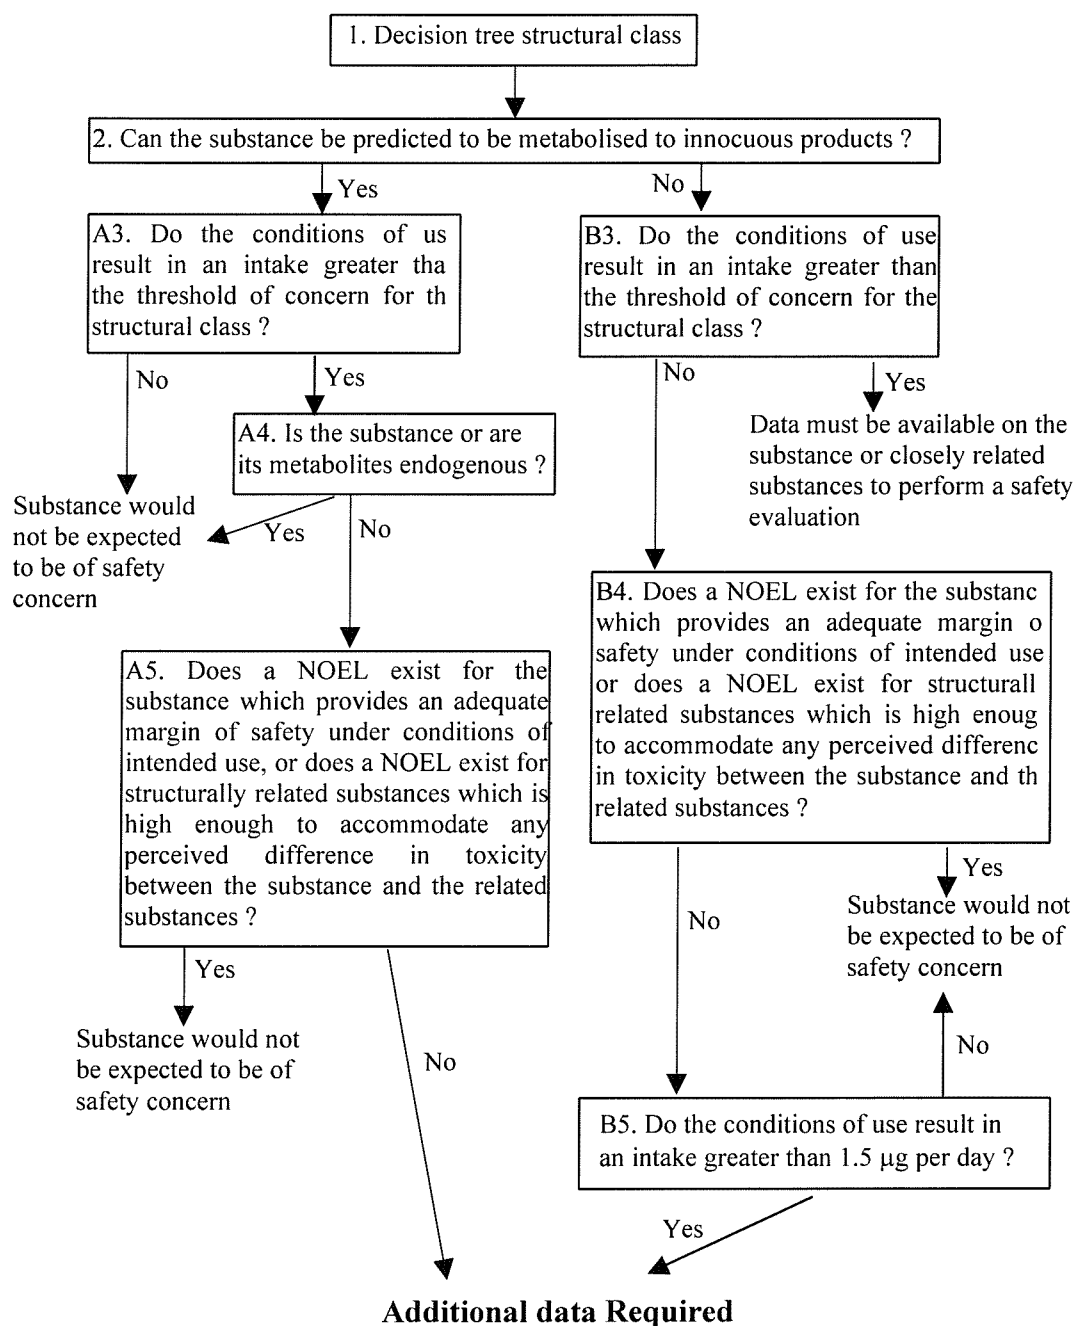 1. Decision tree structural class
2. Can the substance be predicted to be metabolised to innocuous products ?
Yes
No
A3. Do the conditions of us
result in an intake greater tha
the threshold of concern for th
structural class ?
B3. Do the conditions of use
result in an intake greater than
the threshold of concern for the
structural class ?
No
Yes
No
Yes
A4. Is the substance or are
its metabolites endogenous ?
Data must be available on the
substance or closely related
substances to perform a safety
evaluation
Substance would
not be expected
to be of safety
concern
Yes
No
B4. Does a NOEL exist for the substanc
which provides an adequate margin o
safety under conditions of intended use
or does a NOEL exist for structurall
related substances which is high enoug
to accommodate any perceived differenc
in toxicity between the substance and th
related substances ?
A5. Does a NOEL exist for the
substance which provides an adequate
margin of safety under conditions of
intended use, or does a NOEL exist for
structurally related substances which is
high enough to accommodate any
perceived difference in toxicity
between the substance and the related
substances ?
Yes
No
Substance would not
be expected to be of
safety concern
Yes
Substance would not
be expected to be of
safety concern
No
No
B5. Do the conditions of use result in
an intake greater than 1.5 µg per day ?
Yes
Additional data Required